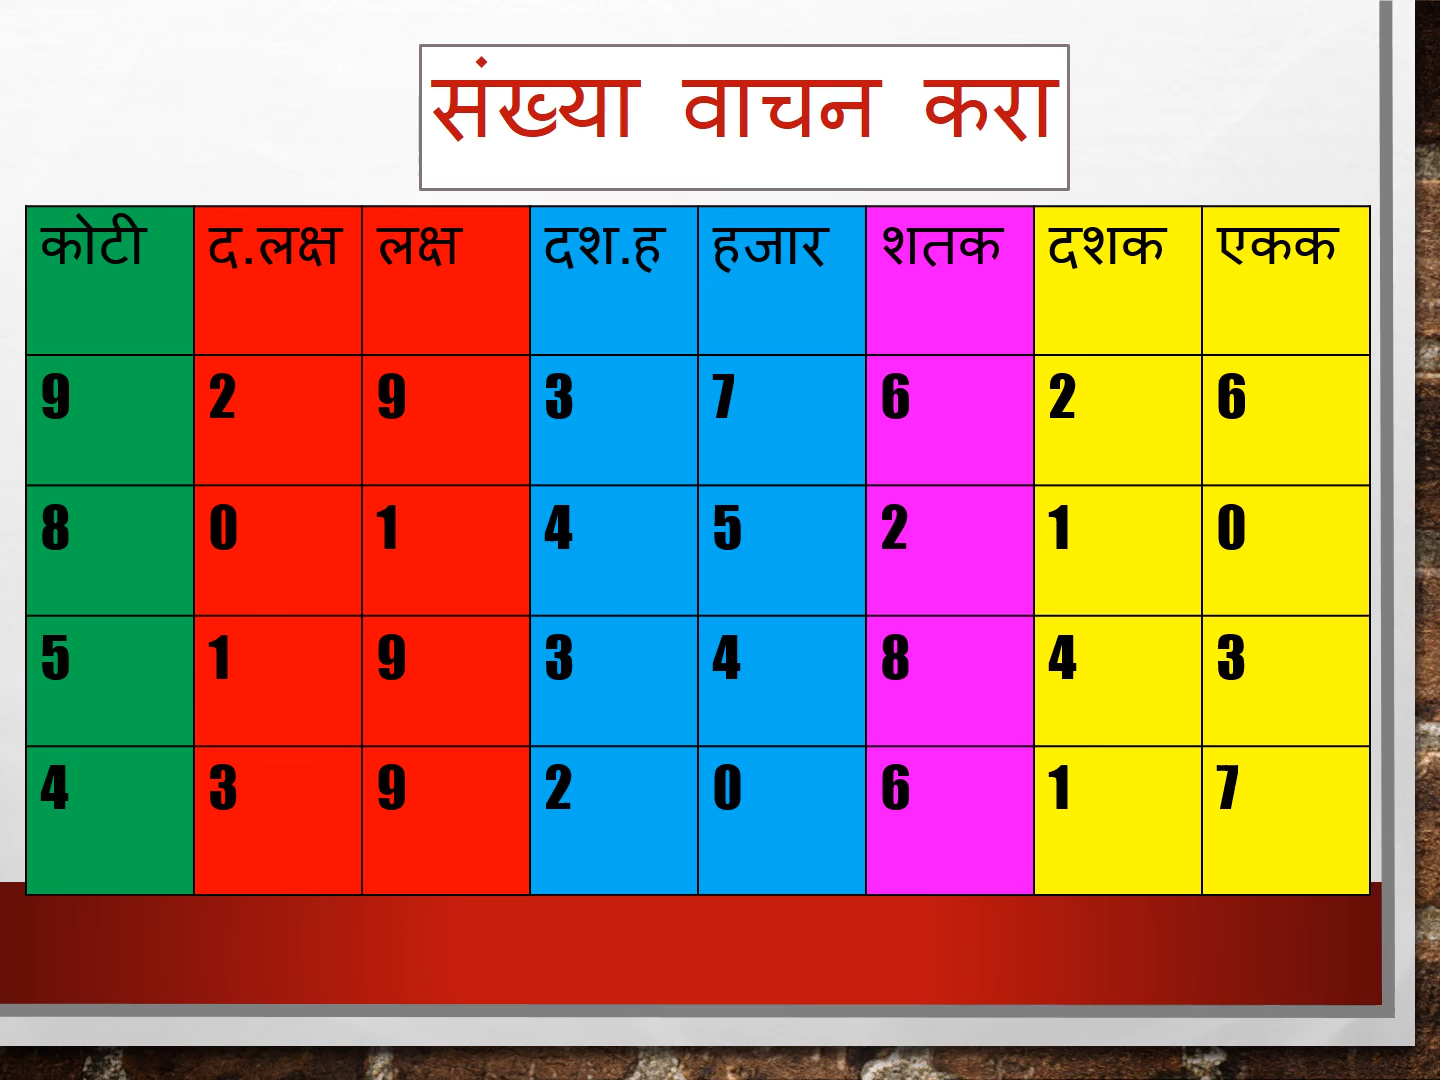 संख्या वाचन करा
कोटी द.लक्ष लक्ष दश.ह हजार शतक दशक एकक
9 2 9 3 7 6 2 6
8 0 1 4 5 2 1 0
5 1 9 3 4 8 4 3
4 3 9 2 0 6 1 7